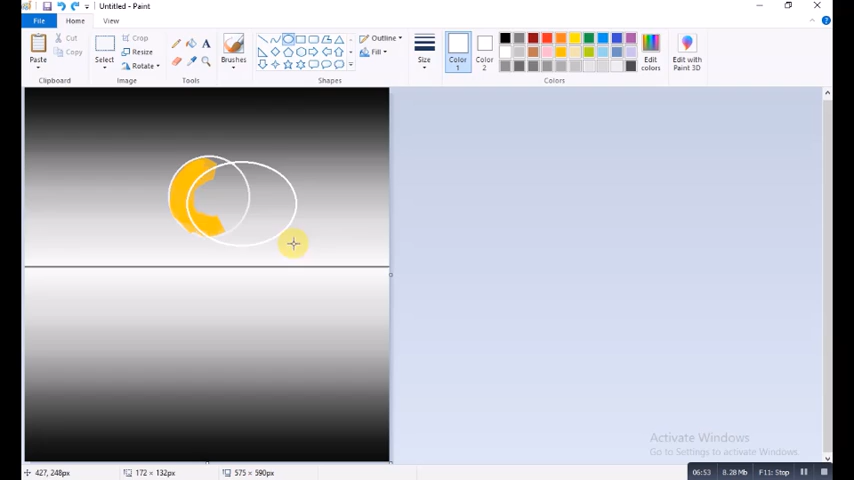 Untitled - Paint
File
Home
View
Paste
Cut
Copy
Clipboard
Select
Crop
Resize
Rotate
Image
A
Tools
Brushes
Outline
Fill
Shapes
Size
Color
1
Color
2
Edit
colors
Colors
Edit with
Paint 3D
Activate Windows
Go to Settings to activate Windows.
427, 248px
172 × 132px
575 × 590px
06:53
8.28 Mb
F11: Stop